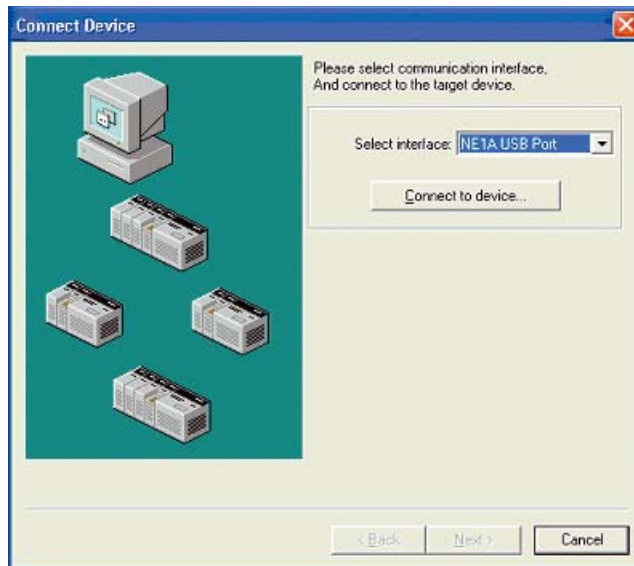 Connect Device
Please select communication interface,
And connect to the target device.
Select interface: NE1A USB Port
Connect to device...
< Back
Next >
Cancel